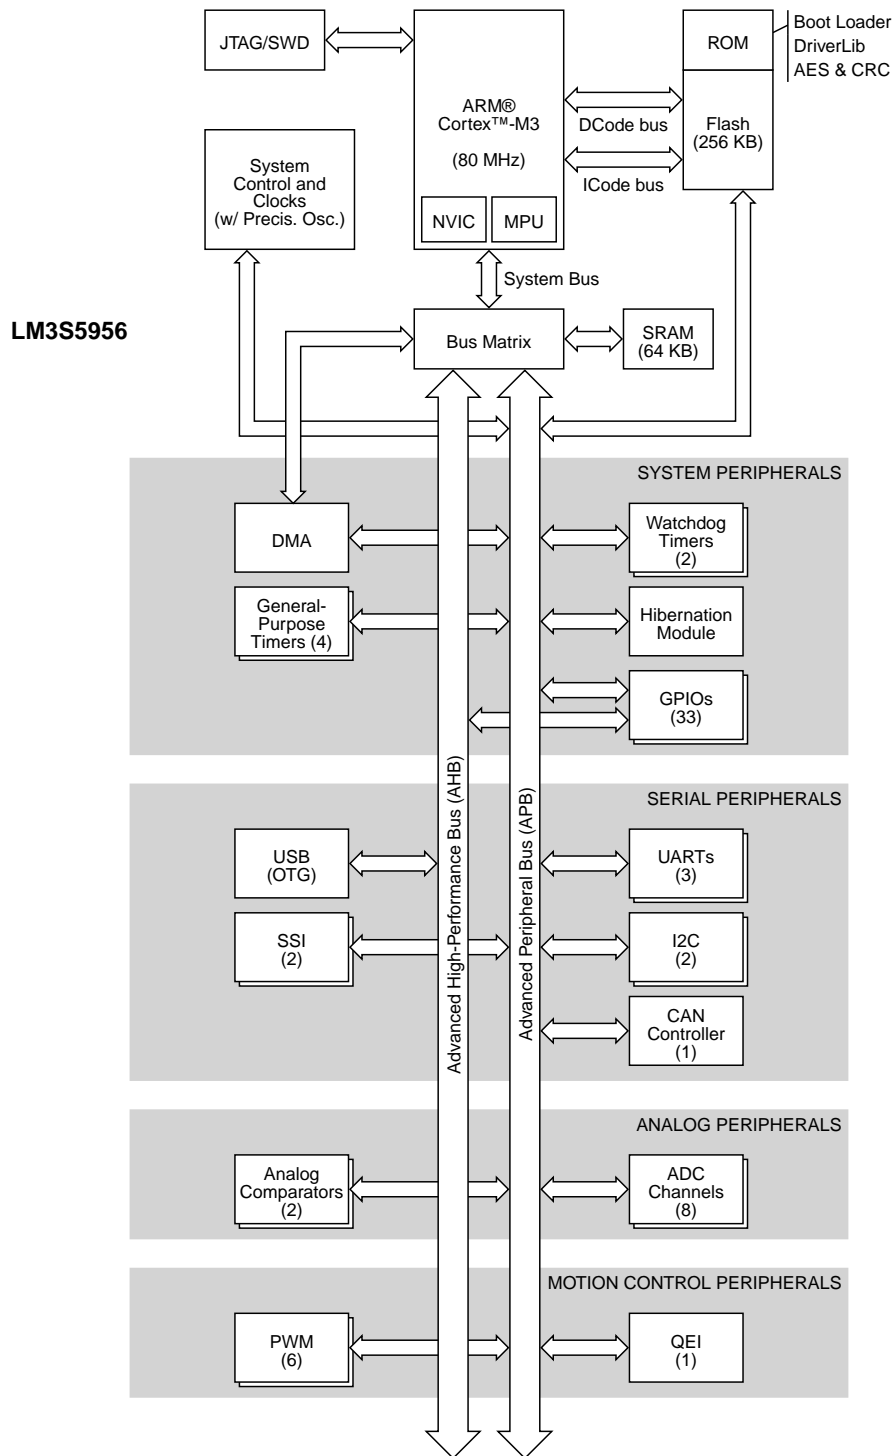 JTAG/SWD
ARM®
Cortex™-M3
(80 MHz)
NVIC
MPU
DCode bus
ICode bus
ROM
Flash
(256 KB)
Boot Loader
DriverLib
AES & CRC
System
Control and
Clocks
(w/ Precis. Osc.)
System Bus
LM3S5956
Bus Matrix
SRAM
(64 KB)
SYSTEM PERIPHERALS
DMA
Watchdog
Timers
(2)
General-
Purpose
Timers (4)
Hibernation
Module
GPIOs
(33)
Advanced High-Performance Bus (AHB)
Advanced Peripheral Bus (APB)
SERIAL PERIPHERALS
USB
(OTG)
UARTs
(3)
SSI
(2)
I2C
(2)
CAN
Controller
(1)
ANALOG PERIPHERALS
Analog
Comparators
(2)
ADC
Channels
(8)
MOTION CONTROL PERIPHERALS
PWM
(6)
QEI
(1)